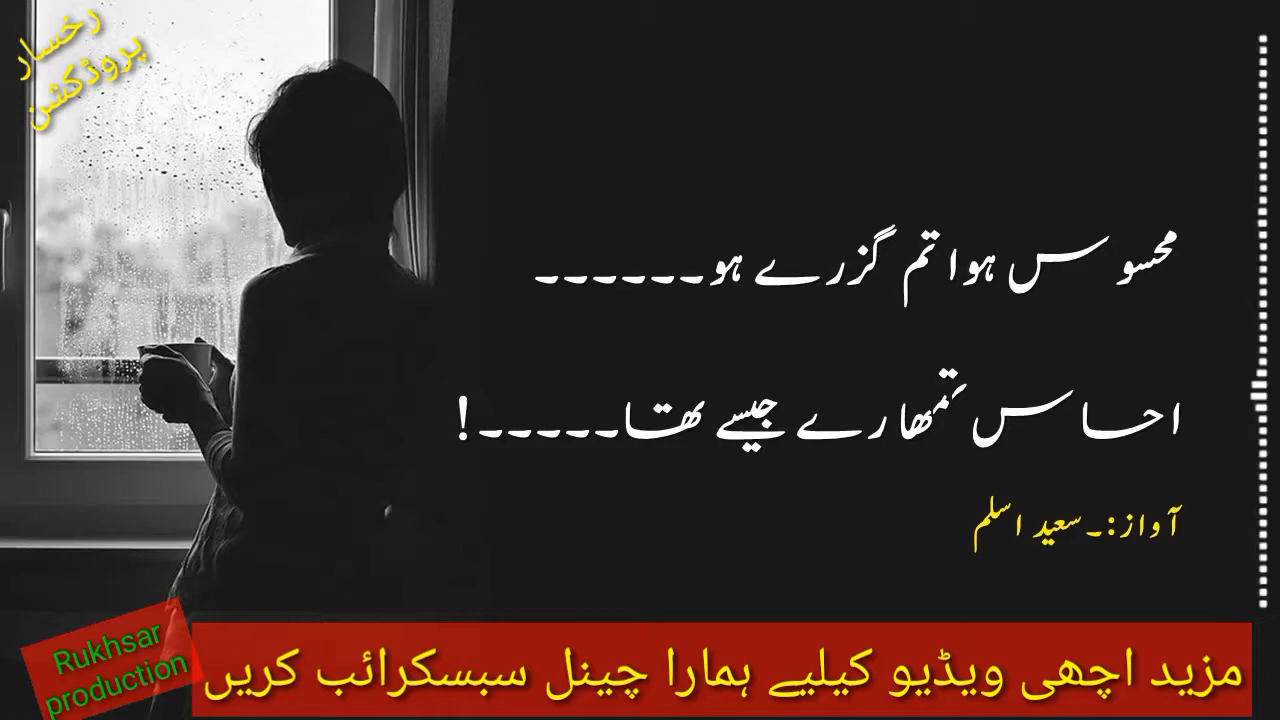 رخسار
پروڈکشن
محسوس ہوا تم گزرے ہو۔۔۔۔۔۔
احساس تمھارے جیسے تھا۔۔۔۔۔!
آواز:۔سعید اسلم
Rukhsar
production
مزید اچھی ویڈیو کیلیے ہمارا چینل سبسکرائب کریں